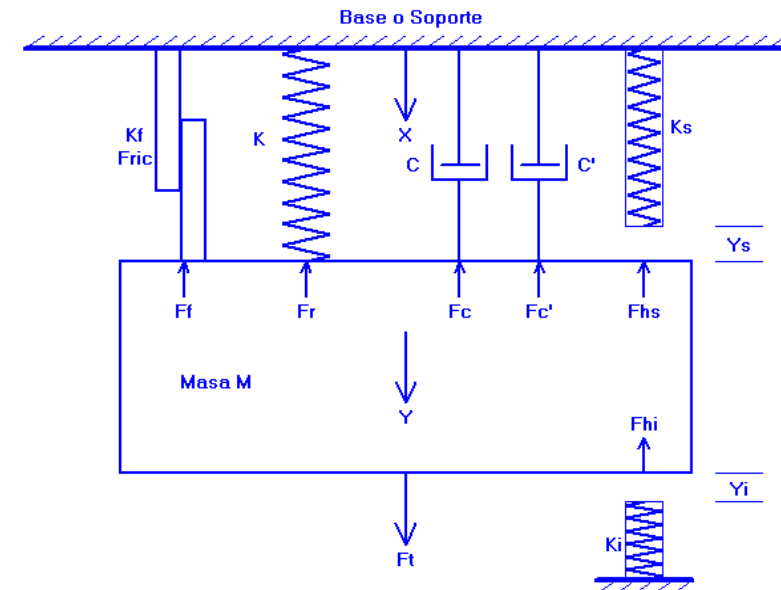 Base o Soporte
Kf
Fric
K
X
C
C'
Ks
Ys
Ff
Fr
Fc
Fc'
Fhs
Masa M
Y
Fhi
Yi
Ft
Ki